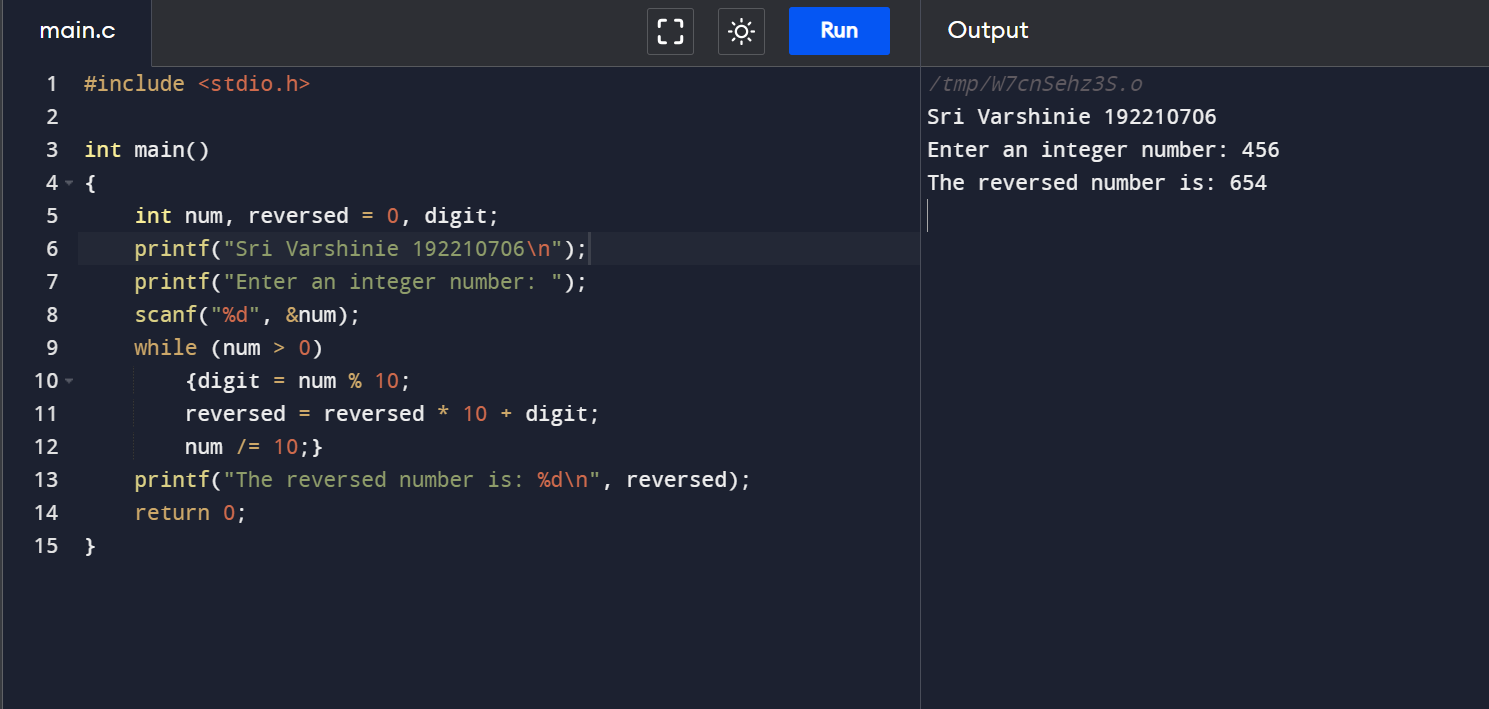 main.c
Run
Output
1 #include <stdio.h>
2
3 int main()
4 {
5     int num, reversed = 0, digit;
6     printf("Sri Varshinie 192210706\n");
7     printf("Enter an integer number: ");
8     scanf("%d", &num);
9     while (num > 0)
10         {digit = num % 10;
11         reversed = reversed * 10 + digit;
12         num /= 10;}
13     printf("The reversed number is: %d\n", reversed);
14     return 0;
15 }
/tmp/W7cnSehz3S.o
Sri Varshinie 192210706
Enter an integer number: 456
The reversed number is: 654